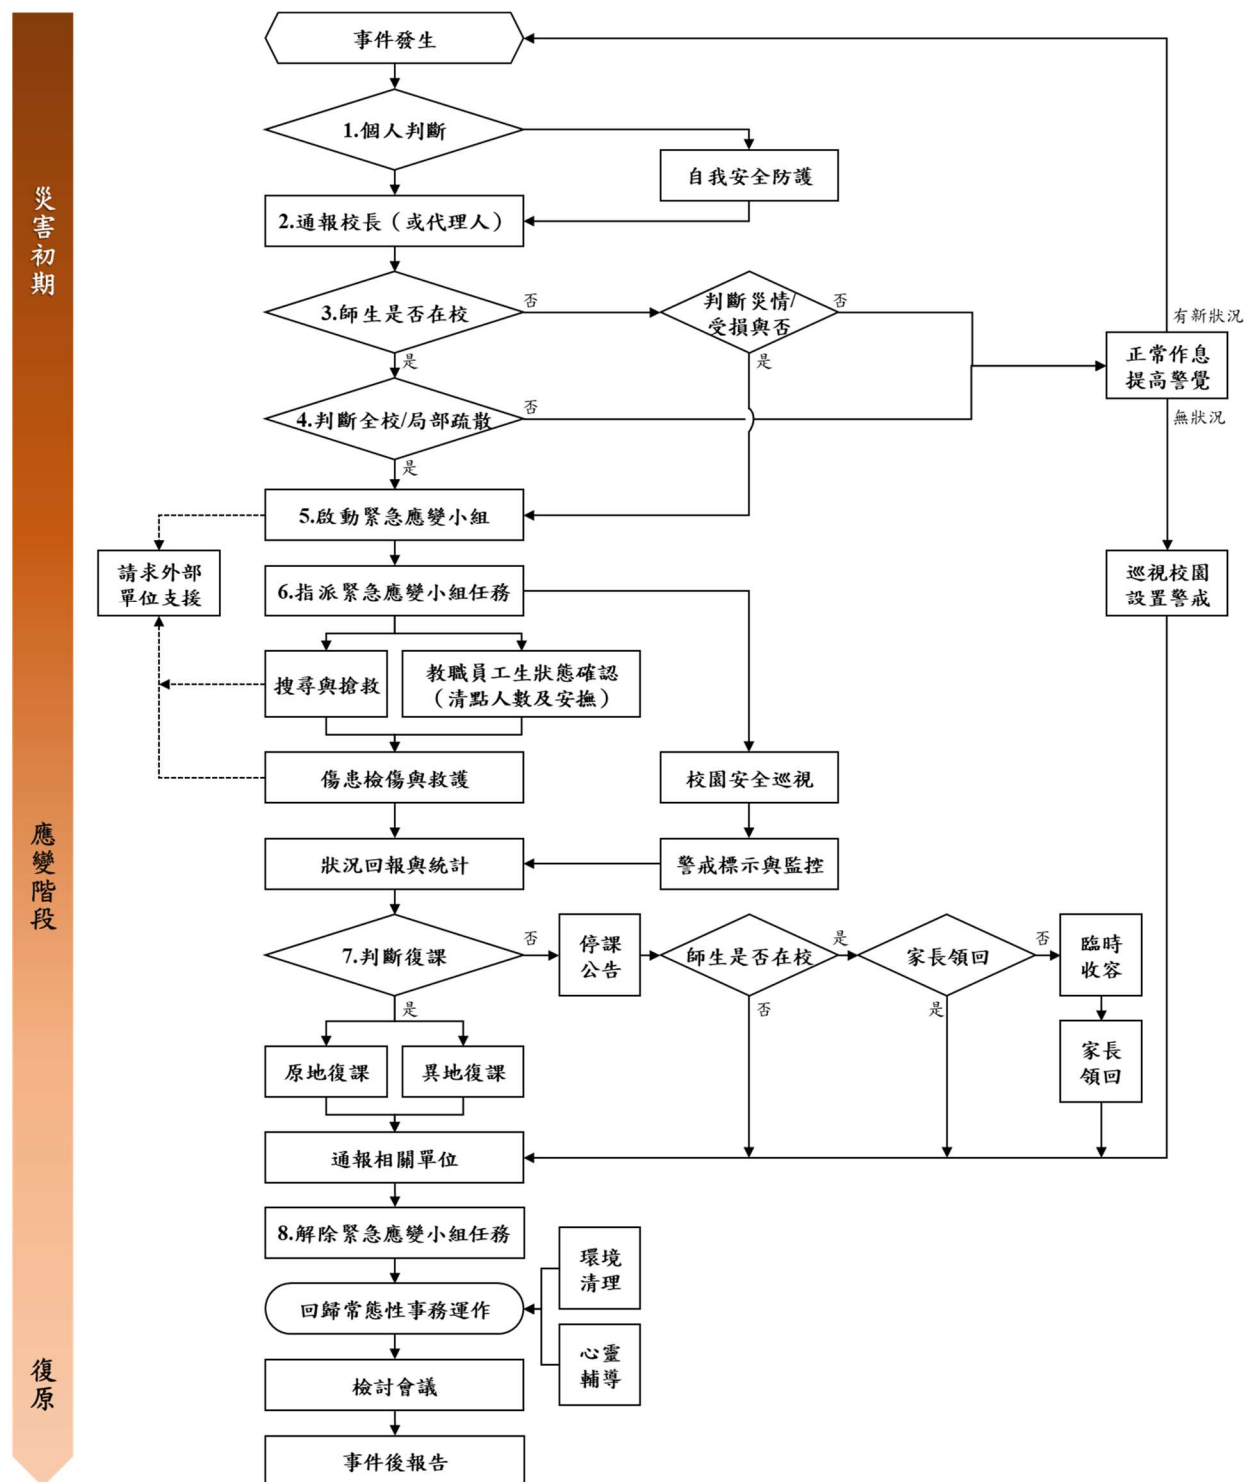 事件發生
1.個人判斷
自我安全防護
2.通報校長（或代理人）
3.師生是否在校
否
是
判斷災情/
受損與否
否
是
有新狀況
正常作息
提高警覺
無狀況
4.判斷全校/局部疏散
否
是
5.啟動緊急應變小組
請求外部
單位支援
6.指派緊急應變小組任務
巡視校園
設置警戒
搜尋與搶救
教職員工生狀態確認
（清點人數及安撫）
傷患檢傷與救護
校園安全巡視
狀況回報與統計
警戒標示與監控
7.判斷復課
否
是
停課
公告
師生是否在校
是
否
家長領回
否
是
臨時
收容
家長
領回
原地復課
異地復課
通報相關單位
8.解除緊急應變小組任務
環境
清理
回歸常態性事務運作
心靈
輔導
檢討會議
事件後報告
災害初期
應變階段
復原